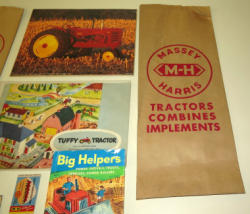 MASSEY
M-H
HARRIS
TRACTORS
COMBINES
IMPLEMENTS
TUFFY TRACTOR
Big Helpers